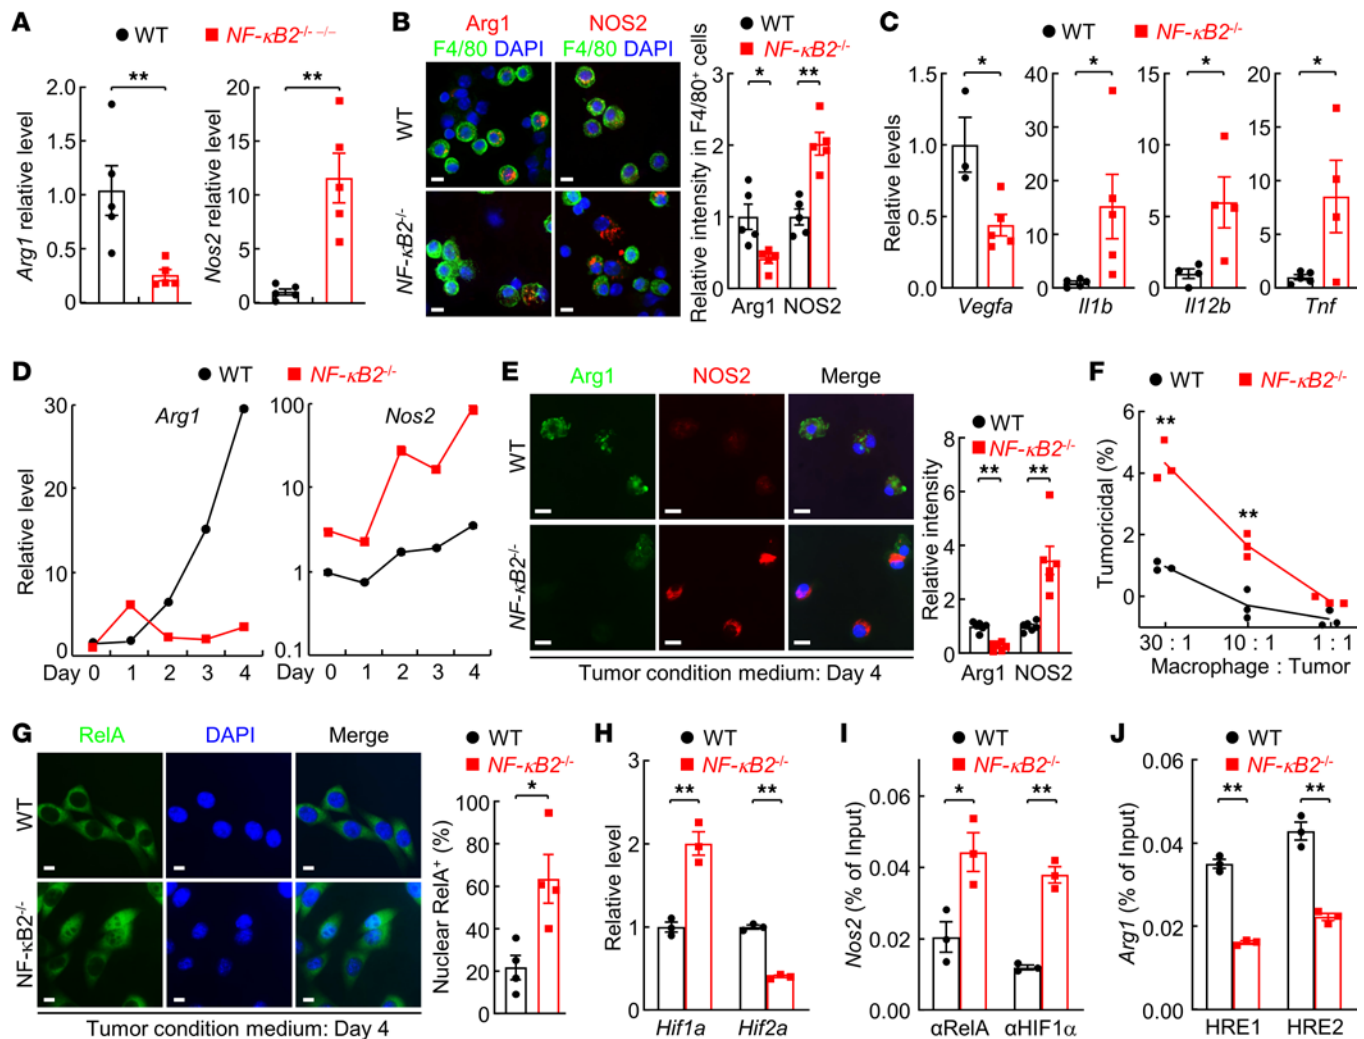 A
WT
NF-κB2-/- -/-
**
**
2.0
1.5
1.0
0.5
0
Arg1 relative level
20
15
10
5
0
Nos2 relative level
B
Arg1
NOS2
F4/80 DAPI
F4/80 DAPI
WT
NF-κB2-/-
WT
NF-κB2-/-
* **
3
2
1
0
Relative intensity in F4/80+ cells
Arg1 NOS2
C
WT
NF-κB2-/-
* * * *
Relative levels
1.5
1.0
0.5
0.0
Vegfa
40
30
20
10
0
Il1b
15
10
5
0
Il12b
20
15
10
5
0
Tnf
D
WT
NF-κB2-/-
Relative level
30
20
10
0
Arg1
Day 0 1 2 3 4
100
10
1
0.1
Nos2
Day 0 1 2 3 4
E
Arg1
NOS2
Merge
WT
NF-κB2-/-
Tumor condition medium: Day 4
WT
NF-κB2-/-
** **
Relative intensity
8
6
4
2
0
Arg1 NOS2
F
WT
NF-κB2-/-
Tumoricidal (%)
6
4
2
0
**
**
30 : 1 10 : 1 1 : 1
Macrophage : Tumor
G
RelA
DAPI
Merge
WT
NF-κB2-/-
Tumor condition medium: Day 4
WT
NF-κB2-/-
*
Nuclear RelA+ (%)
100
80
60
40
20
0
H
WT
NF-κB2-/-
** **
Relative level
3
2
1
0
Hif1a Hif2a
I
WT
NF-κB2-/-
* **
Nos2 (% of Input)
0.06
0.04
0.02
0.00
αRelA αHIF1α
J
WT
NF-κB2-/-
** **
Arg1 (% of Input)
0.06
0.04
0.02
0.00
HRE1 HRE2